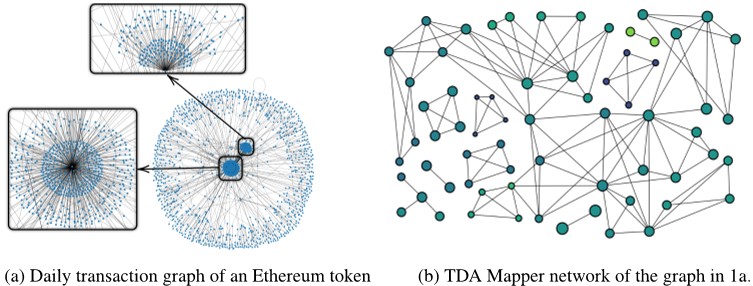 (a) Daily transaction graph of an Ethereum token
(b) TDA Mapper network of the graph in 1a.